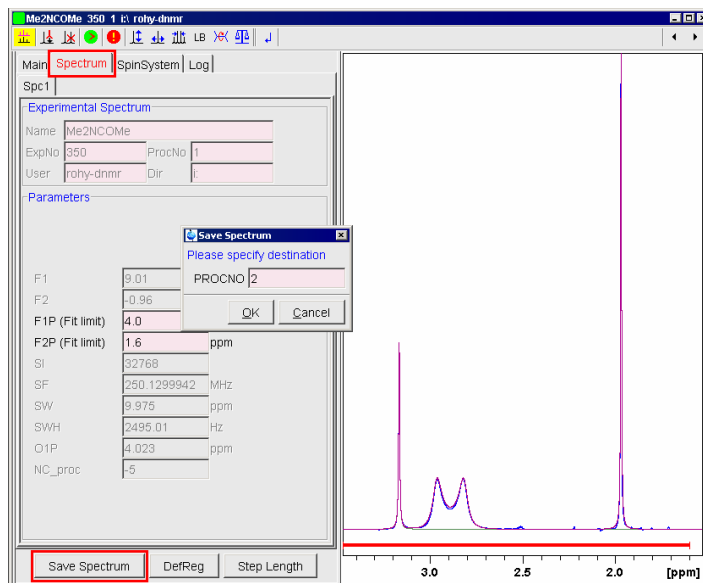 Me2NCOMe 350 1 i:\ rohy-dnmr
LB
Main Spectrum SpinSystem Log
Spc1
Experimental Spectrum
Name Me2NCOMe
ExpNo 350 ProcNo 1
User rohy-dnmr Dir i:
Parameters
Save Spectrum
Please specify destination
PROCNO 2
OK Cancel
F1 9.01
F2 -0.96
F1P (Fit limit) 4.0
F2P (Fit limit) 1.6 ppm
SI 32768
SF 250.1299942 MHz
SW 9.975 ppm
SWH 2495.01 Hz
O1P 4.023 ppm
NC_proc -5
Save Spectrum DefReg Step Length
3.0 2.5 2.0 [ppm]